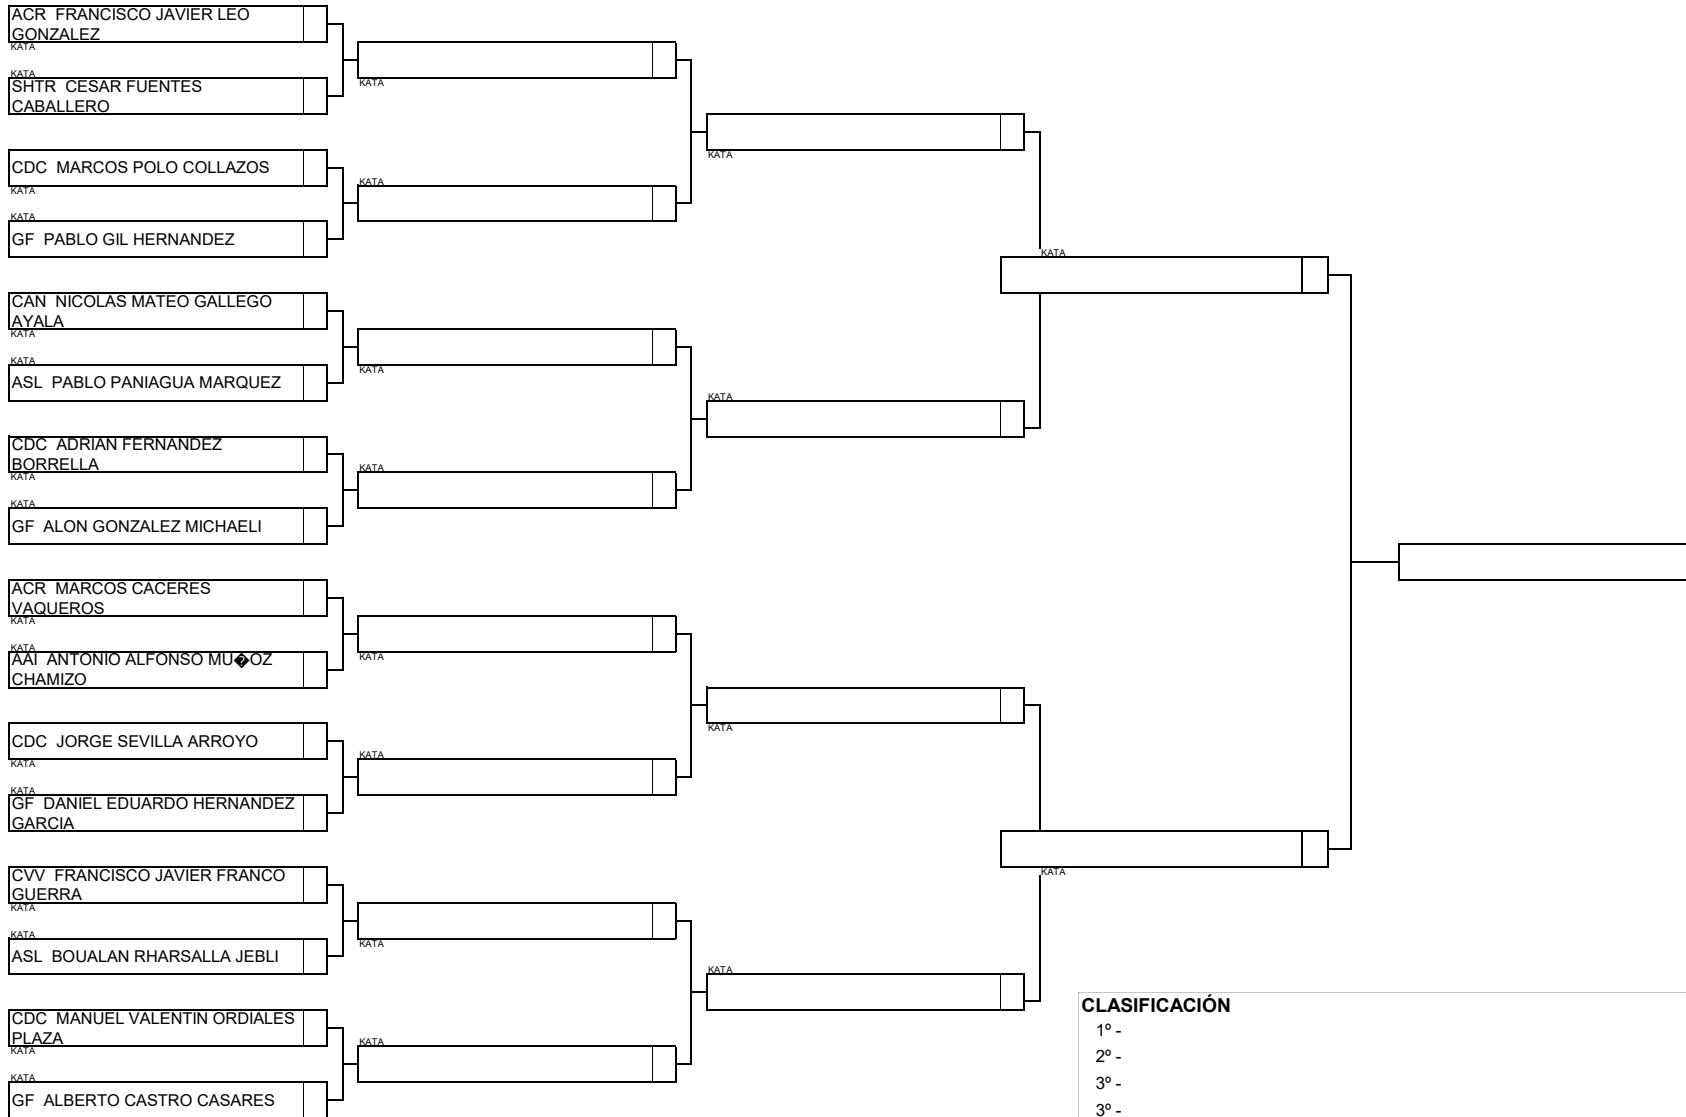 ACR FRANCISCO JAVIER LEO
GONZALEZ
KATA
KATA
SHTR CESAR FUENTES
CABALLERO
CDC MARCOS POLO COLLAZOS
KATA
KATA
GF PABLO GIL HERNANDEZ
CAN NICOLAS MATEO GALLEGO
AYALA
KATA
KATA
ASL PABLO PANIAGUA MARQUEZ
CDC ADRIAN FERNANDEZ
BORRELLA
KATA
KATA
GF ALON GONZALEZ MICHAELI
ACR MARCOS CACERES
VAQUEROS
KATA
KATA
AAI ANTONIO ALFONSO MU�OZ
CHAMIZO
CDC JORGE SEVILLA ARROYO
KATA
KATA
GF DANIEL EDUARDO HERNANDEZ
GARCIA
CVV FRANCISCO JAVIER FRANCO
GUERRA
KATA
KATA
ASL BOUALAN RHARSALLA JEBLI
CDC MANUEL VALENTIN ORDIALES
PLAZA
KATA
KATA
GF ALBERTO CASTRO CASARES
KATA
KATA
KATA
KATA
KATA
KATA
KATA
KATA
KATA
KATA
KATA
KATA
KATA
KATA
CLASIFICACIÓN
1º -
2º -
3º -
3º -